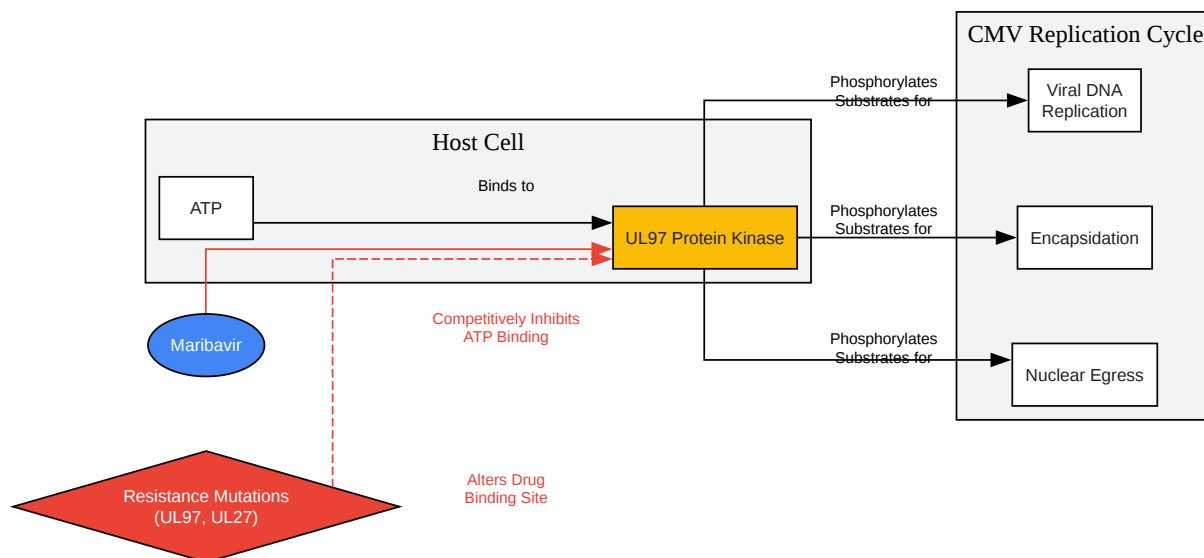 CMV Replication Cycle
Phosphorylates
Substrates for
Viral DNA
Replication
Host Cell
ATP
Binds to
UL97 Protein Kinase
Phosphorylates
Substrates for
Encapsidation
Maribavir
Competitively Inhibits
ATP Binding
Phosphorylates
Substrates for
Nuclear Egress
Resistance Mutations
(UL97, UL27)
Alters Drug
Binding Site